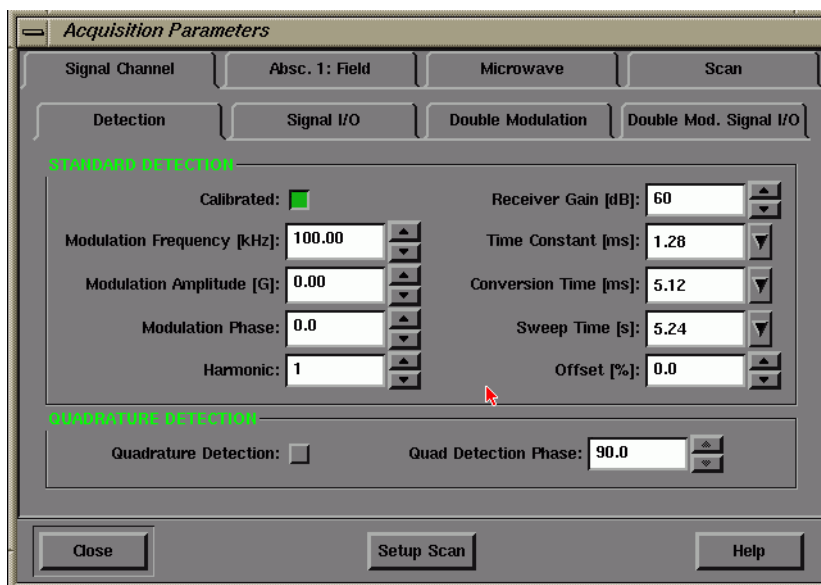 Acquisition Parameters
Signal Channel Absc. 1: Field Microwave Scan
Detection Signal I/O Double Modulation Double Mod. Signal I/O
STANDARD DETECTION
Calibrated: Receiver Gain [dB]: 60
Modulation Frequency [kHz]: 100.00 Time Constant [ms]: 1.28
Modulation Amplitude [G]: 0.00 Conversion Time [ms]: 5.12
Modulation Phase: 0.0 Sweep Time [s]: 5.24
Harmonic: 1 Offset [%]: 0.0
QUADRATURE DETECTION
Quadrature Detection: Quad Detection Phase: 90.0
Close Setup Scan Help